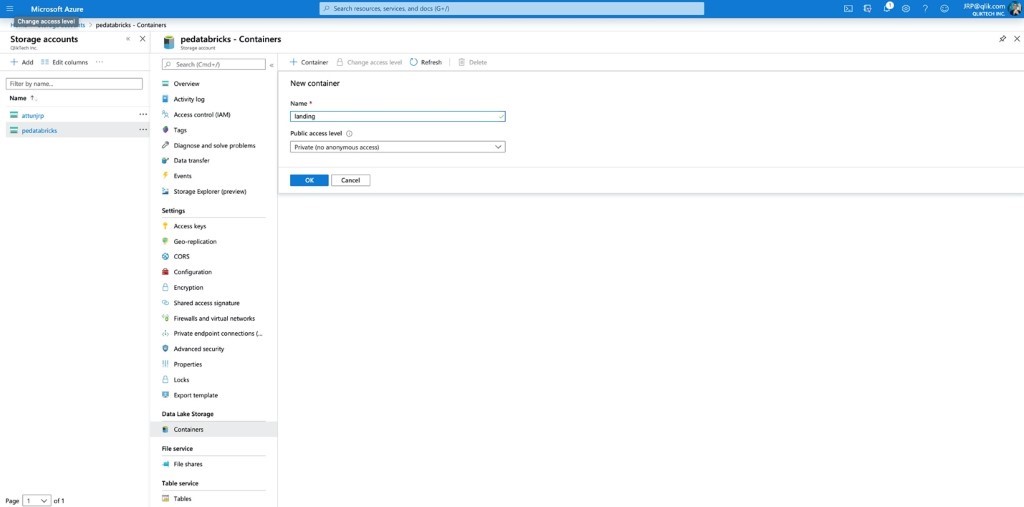 Microsoft Azure
Search resources, services, and docs (G+/)
1
JRP@qlik.com
QLIKTECH INC.
Change access level
pedatabricks - Containers
Storage accounts
QlikTech Inc.
Add
Edit columns
Filter by name...
Name
atturjrp
pedatabricks
Page 1 of 1
pedatabricks - Containers
Storage account
Search (Cmd+/)
Overview
Activity log
Access control (IAM)
Tags
Diagnose and solve problems
Data transfer
Events
Storage Explorer (preview)
Settings
Access keys
Geo-replication
CORS
Configuration
Encryption
Shared access signature
Firewalls and virtual networks
Private endpoint connections (...
Advanced security
Properties
Locks
Export template
Data Lake Storage
Containers
File service
File shares
Table service
Tables
Container
Change access level
Refresh
Delete
New container
Name *
landing
Public access level
Private (no anonymous access)
OK
Cancel